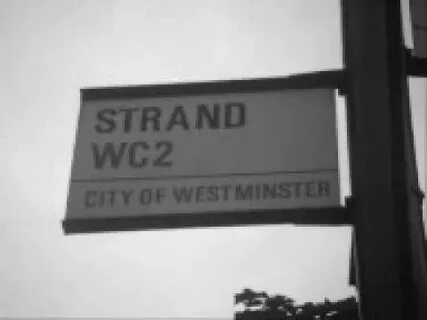 STRAND
WC2
CITY OF WESTMINSTER